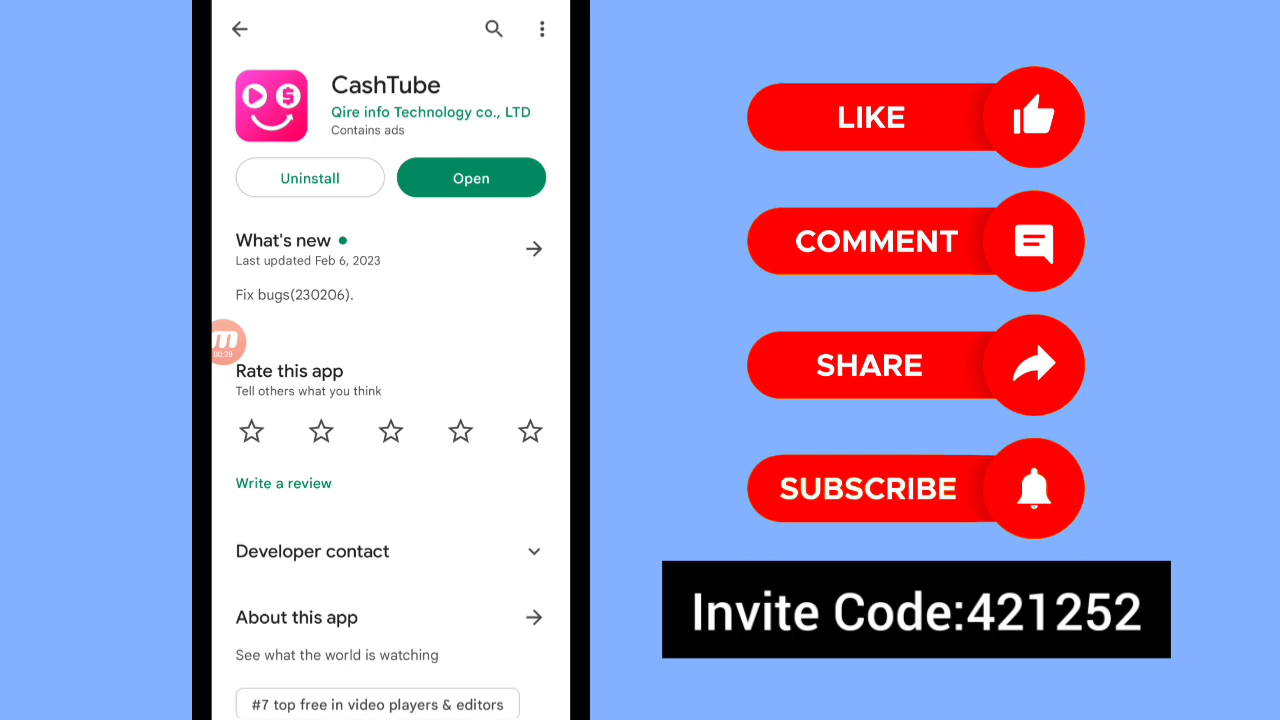 CashTube
Qire info Technology co., LTD
Contains ads
Uninstall
Open
What's new
Last updated Feb 6, 2023
Fix bugs(230206).
00:28
Rate this app
Tell others what you think
Write a review
Developer contact
About this app
See what the world is watching
#7 top free in video players & editors
LIKE
COMMENT
SHARE
SUBSCRIBE
Invite Code:421252